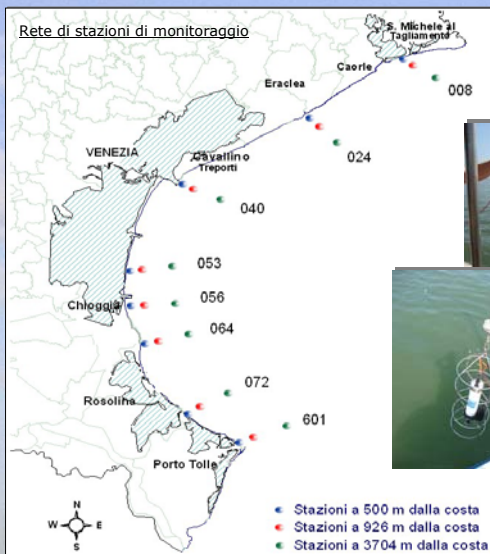 Rete di stazioni di monitoraggio
S. Michele al
Tagliamento
Caorle
008
Eraclea
024
VENEZIA
Cavallino
Treporti
040
053
056
Chioggia
064
072
Rosolina
601
Porto Tolle
N
W E
S
Stazioni a 500 m dalla costa
Stazioni a 926 m dalla costa
Stazioni a 3704 m dalla costa